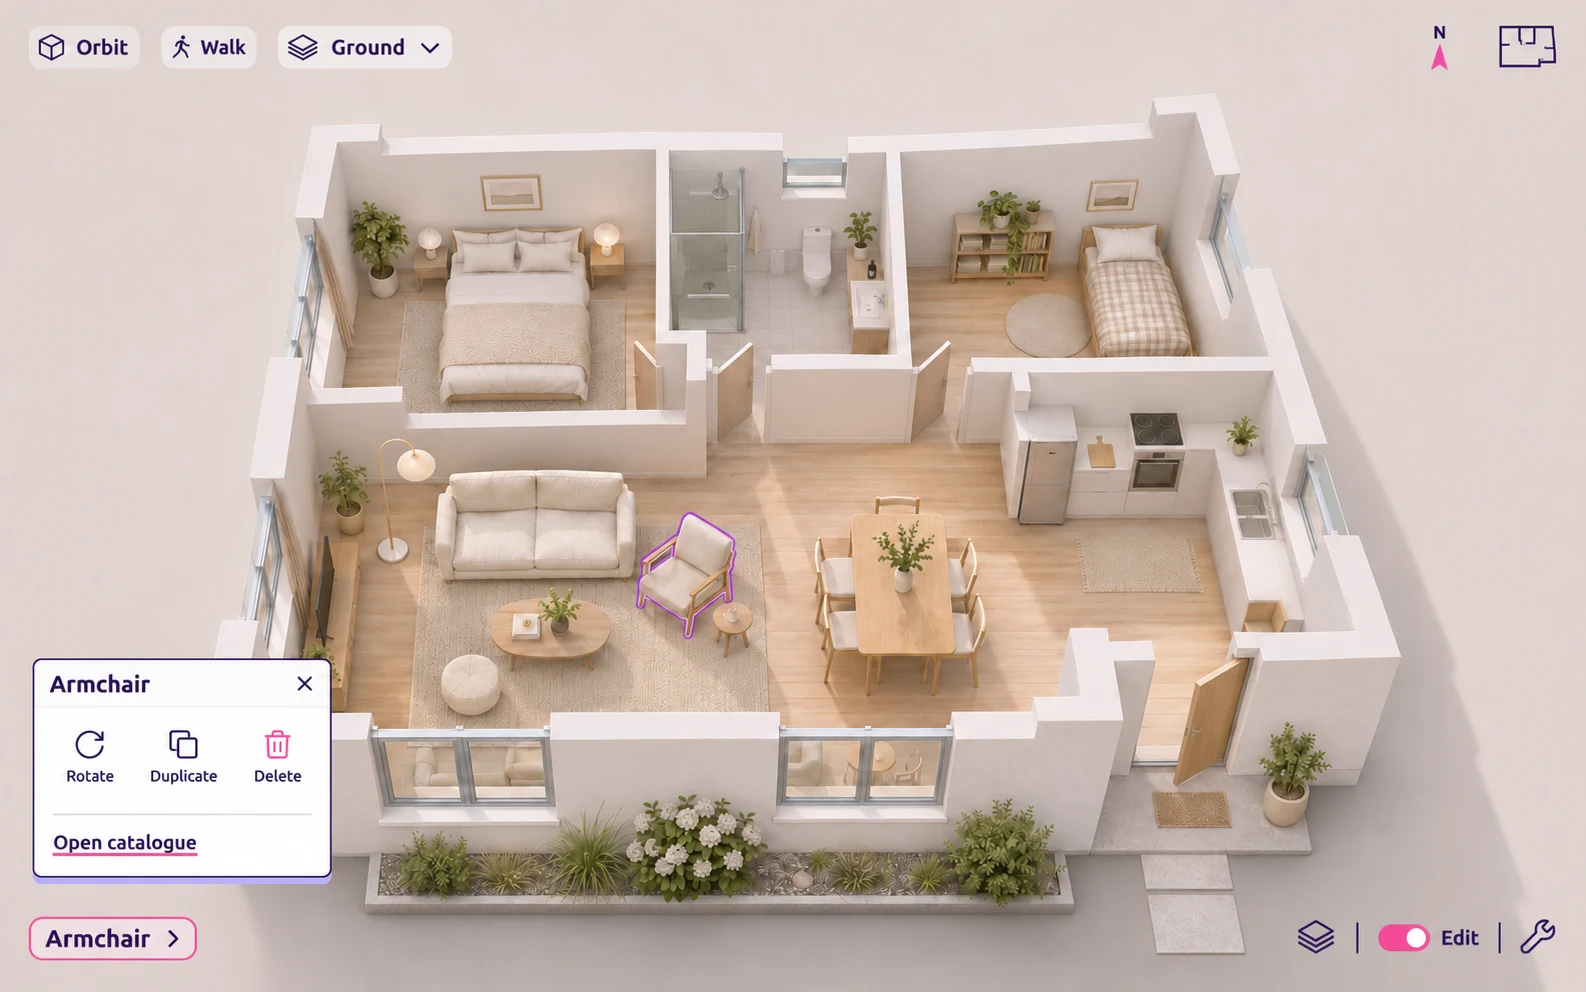 Orbit
Walk
Ground
N
Armchair
Rotate
Duplicate
Delete
Open catalogue
Armchair
Edit